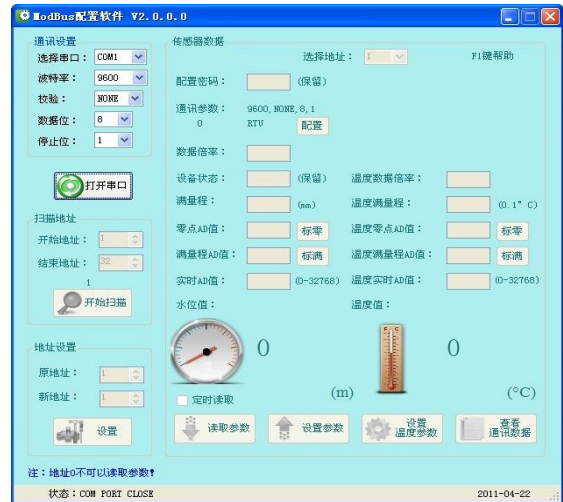 ModBus配置软件 V2.0.0.0
通讯设置
选择串口： COM1
波特率： 9600
校验： NONE
数据位： 8
停止位： 1
打开串口
扫描地址
开始地址： 1
结束地址： 32
1
开始扫描
地址设置
原地址： 1
新地址： 1
设置
传感器数据
选择地址： 1 F1键帮助
配置密码： (保留)
通讯参数： 9600, NONE, 8, 1
0 RTU 配置
数据倍率：
设备状态： (保留) 温度数据倍率：
满量程： (mm) 温度满量程： (0.1° C)
零点AD值： 标零 温度零点AD值： 标零
满量程AD值： 标满 温度满量程AD值： 标满
实时AD值： (0-32768) 温度实时AD值： (0-32768)
水位值： 温度值：
F C
0 0
(m) (°C)
定时读取
读取参数 设置参数 设置温度参数 查看通讯数据
注：地址0不可以读取参数!
状态：COM PORT CLOSE 2011-04-22